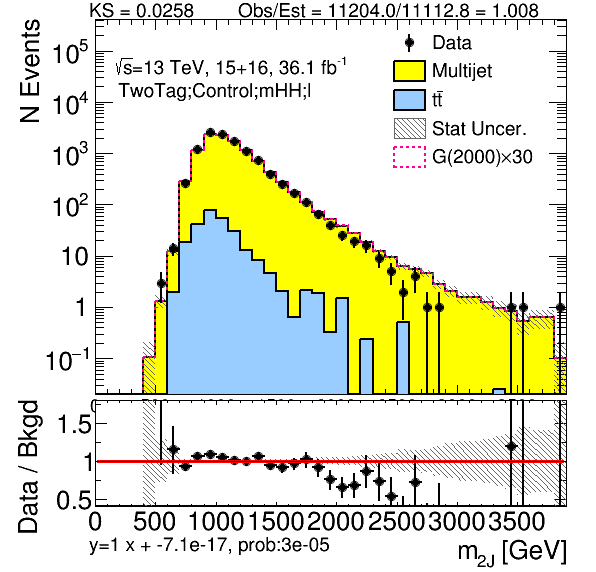 KS = 0.0258 Obs/Est = 11204.0/11112.8 = 1.008
N Events
10⁵
10⁴
10³
10²
10
1
10⁻¹
√s=13 TeV, 15+16, 36.1 fb⁻¹
TwoTag;Control;mHH;l
Data
Multijet
tt̄
Stat Uncer.
G(2000)×30
Data / Bkgd
1.5
1
0.5
0 500 1000 1500 2000 2500 3000 3500
m₂J [GeV]
y=1 x + -7.1e-17, prob:3e-05